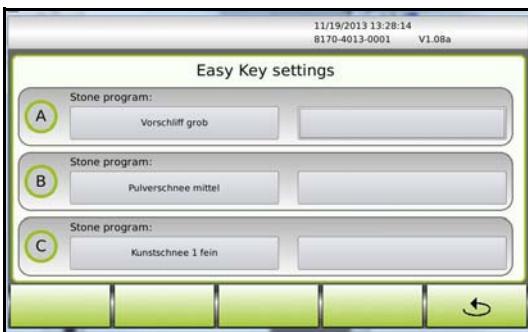 11/19/2013 13:28:14
8170-4013-0001 V1.08a
Easy Key settings
Stone program:
A
Vorschliff grob
Stone program:
B
Pulverschnee mittel
Stone program:
C
Kunstschnee 1 fein